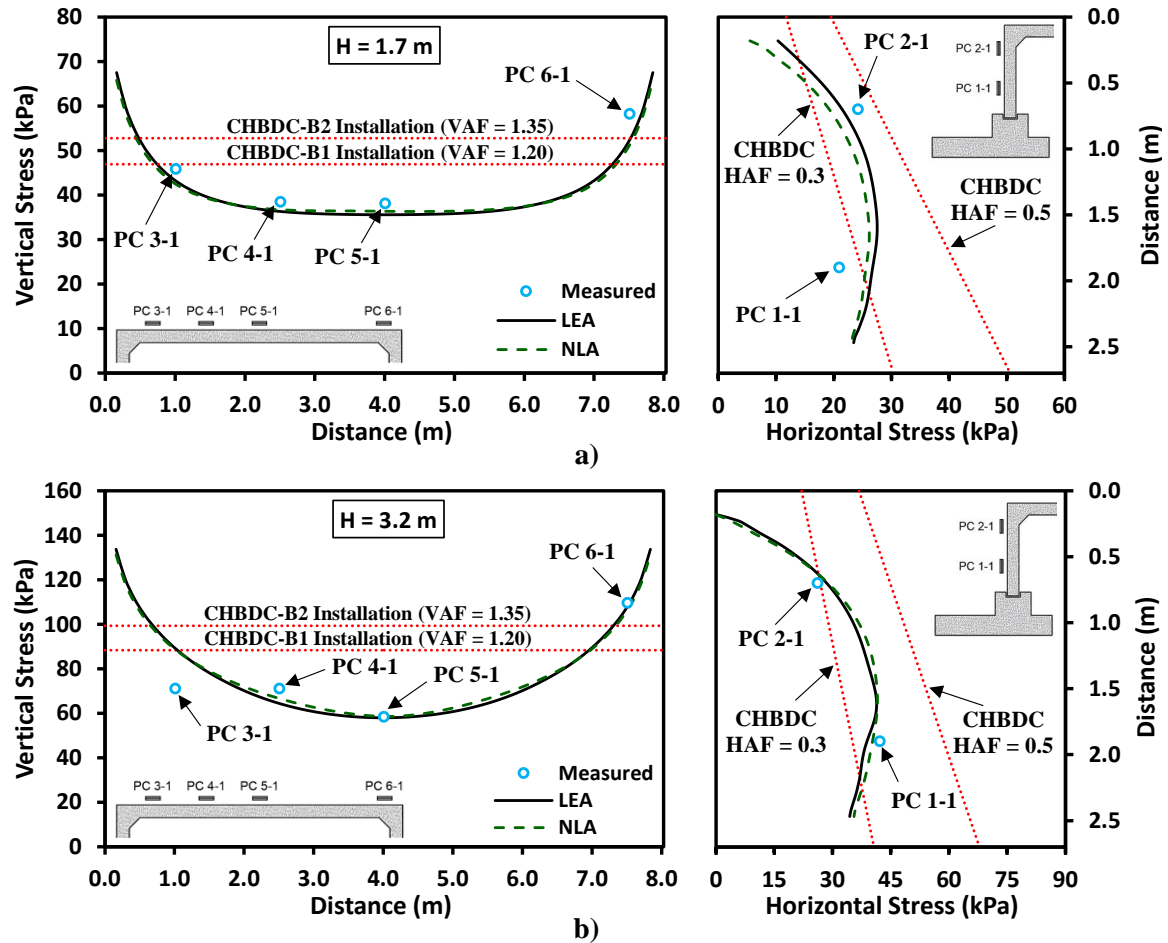 80
70
60
50
40
30
20
10
0
Vertical Stress (kPa)
H = 1.7 m
PC 6-1
CHBDC-B2 Installation (VAF = 1.35)
CHBDC-B1 Installation (VAF = 1.20)
PC 3-1
PC 4-1
PC 5-1
Measured
LEA
NLA
PC 3-1 PC 4-1 PC 5-1 PC 6-1
0.0 1.0 2.0 3.0 4.0 5.0 6.0 7.0 8.0
Distance (m)
PC 2-1
PC 2-1
PC 1-1
CHBDC
HAF = 0.3
CHBDC
HAF = 0.5
PC 1-1
0.0
0.5
1.0
1.5
2.0
2.5
Distance (m)
0 10 20 30 40 50 60
Horizontal Stress (kPa)
a)
160
140
120
100
80
60
40
20
0
Vertical Stress (kPa)
H = 3.2 m
PC 6-1
CHBDC-B2 Installation (VAF = 1.35)
CHBDC-B1 Installation (VAF = 1.20)
PC 4-1
PC 5-1
PC 3-1
Measured
LEA
NLA
PC 3-1 PC 4-1 PC 5-1 PC 6-1
0.0 1.0 2.0 3.0 4.0 5.0 6.0 7.0 8.0
Distance (m)
PC 2-1
PC 1-1
PC 2-1
CHBDC
HAF = 0.3
CHBDC
HAF = 0.5
PC 1-1
0.0
0.5
1.0
1.5
2.0
2.5
Distance (m)
0 15 30 45 60 75 90
Horizontal Stress (kPa)
b)